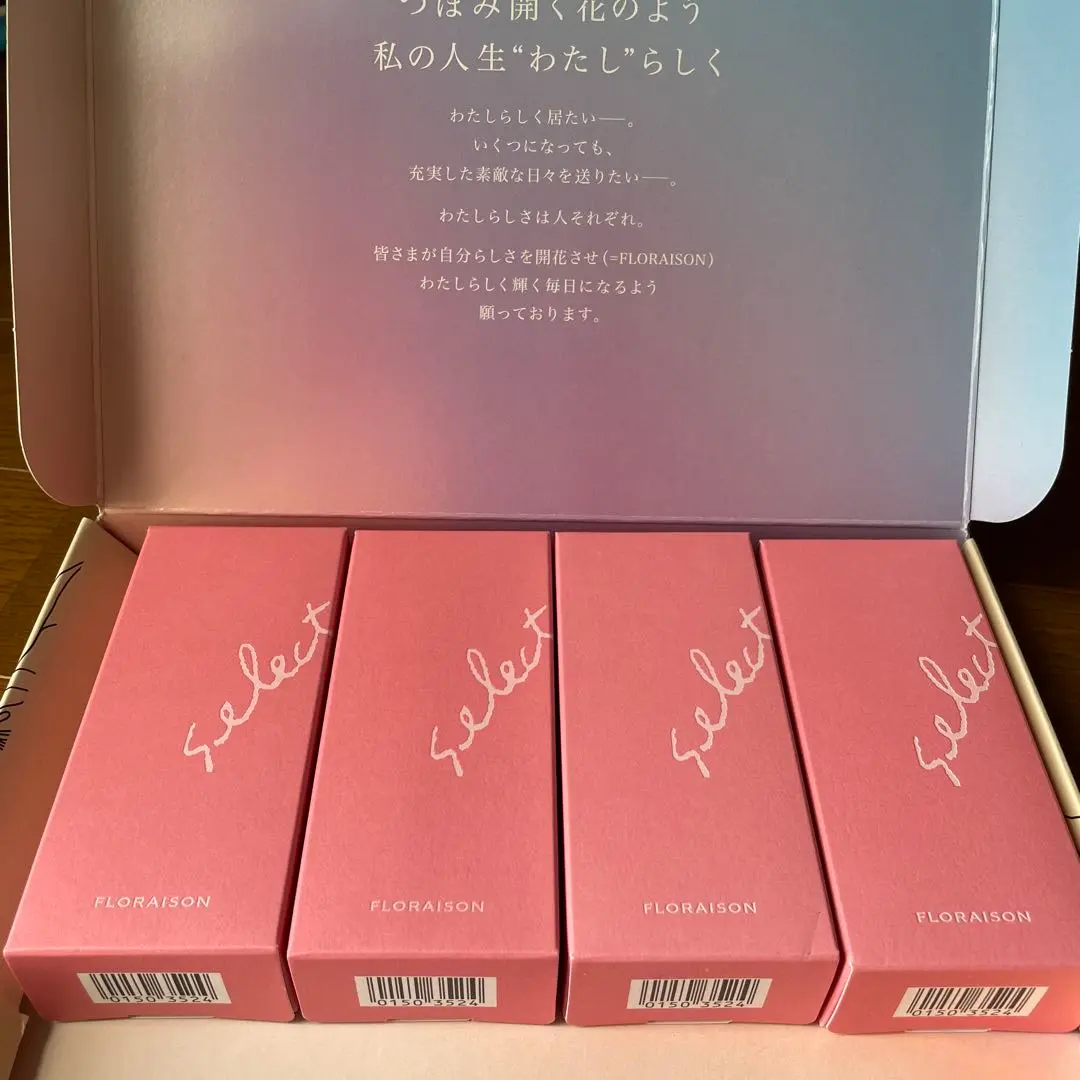 つぼみ開く花のよう
私の人生“わたし”らしく
わたしらしく居たい──。
いくつになっても、
充実した素敵な日々を送りたい──。
わたしらしさは人それぞれ。
皆さまが自分らしさを開花させ(=FLORAISON)
わたしらしく輝く毎日になるよう
願っております。
select
select
select
select
FLORAISON
FLORAISON
FLORAISON
FLORAISON
0150 3524
0150 3524
0150 3524
0150 3524